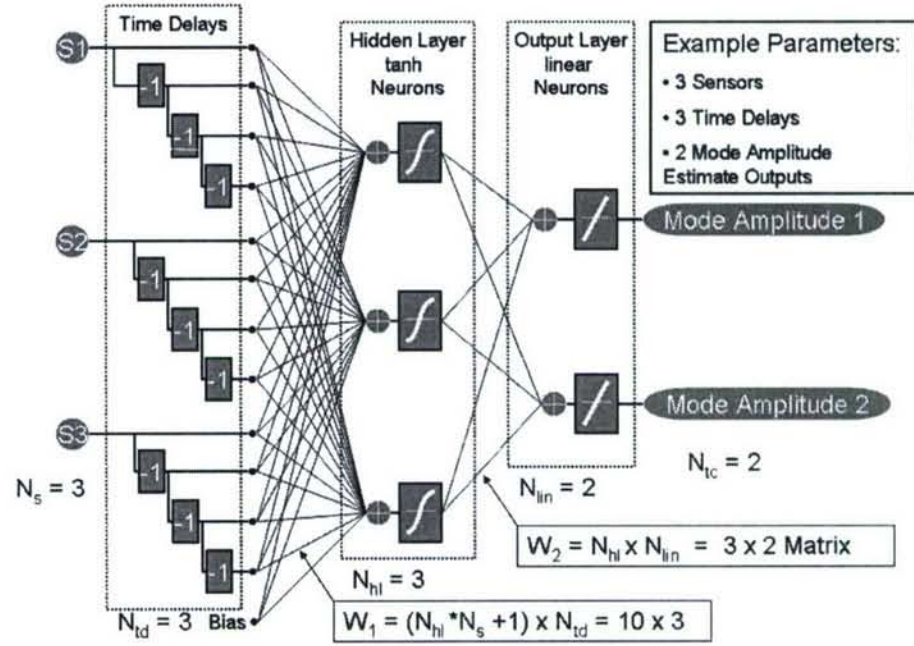 Time Delays
Hidden Layer
tanh
Neurons
Output Layer
linear
Neurons
Example Parameters:
• 3 Sensors
• 3 Time Delays
• 2 Mode Amplitude
Estimate Outputs
S1
-1
-1
-1
S2
-1
-1
-1
S3
-1
-1
-1
Mode Amplitude 1
Mode Amplitude 2
N_s = 3
N_td = 3
Bias
N_hl = 3
N_lin = 2
N_tc = 2
W_2 = N_hl x N_lin = 3 x 2 Matrix
W_1 = (N_hl *N_s +1) x N_td = 10 x 3